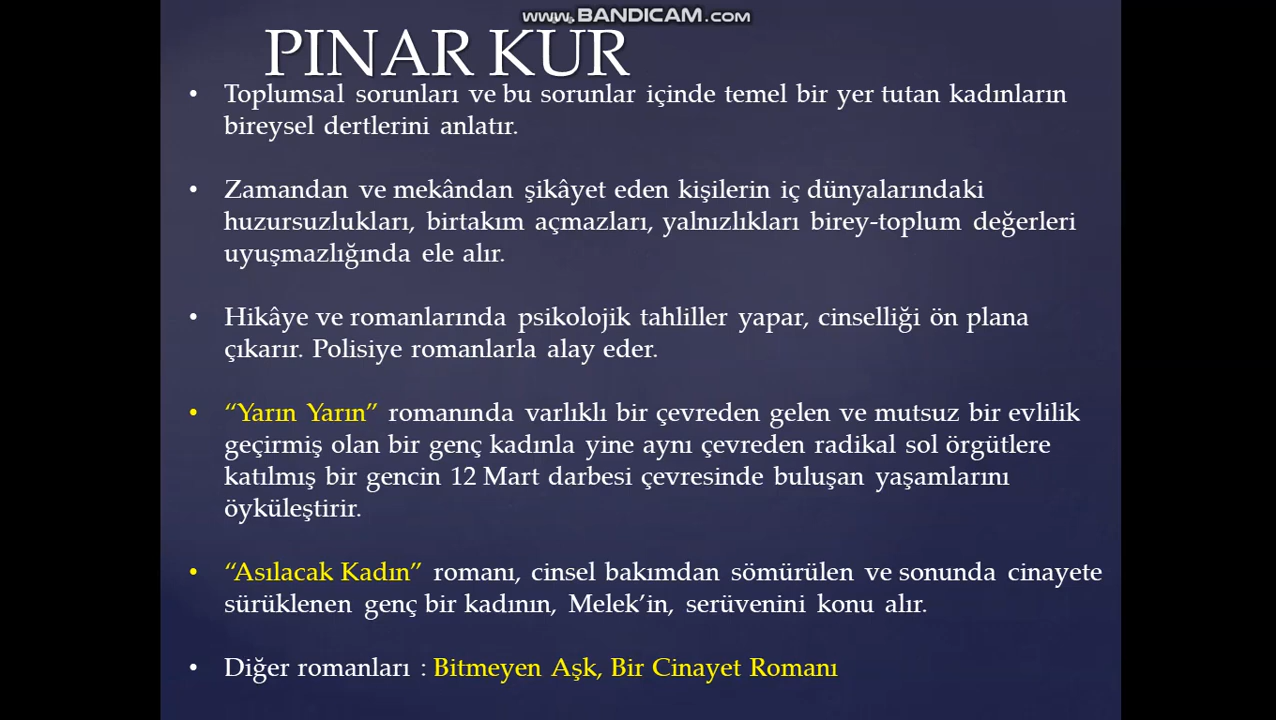 www.BANDICAM.com
PINAR KUR
• Toplumsal sorunları ve bu sorunlar içinde temel bir yer tutan kadınların
bireysel dertlerini anlatır.
• Zamandan ve mekândan şikâyet eden kişilerin iç dünyalarındaki
huzursuzlukları, birtakım açmazları, yalnızlıkları birey-toplum değerleri
uyuşmazlığında ele alır.
• Hikâye ve romanlarında psikolojik tahliller yapar, cinselliği ön plana
çıkarır. Polisiye romanlarla alay eder.
• “Yarın Yarın” romanında varlıklı bir çevreden gelen ve mutsuz bir evlilik
geçirmiş olan bir genç kadınla yine aynı çevreden radikal sol örgütlere
katılmış bir gencin 12 Mart darbesi çevresinde buluşan yaşamlarını
öyküleştirir.
• “Asılacak Kadın” romanı, cinsel bakımdan sömürülen ve sonunda cinayete
sürüklenen genç bir kadının, Melek’in, serüvenini konu alır.
• Diğer romanları : Bitmeyen Aşk, Bir Cinayet Romanı